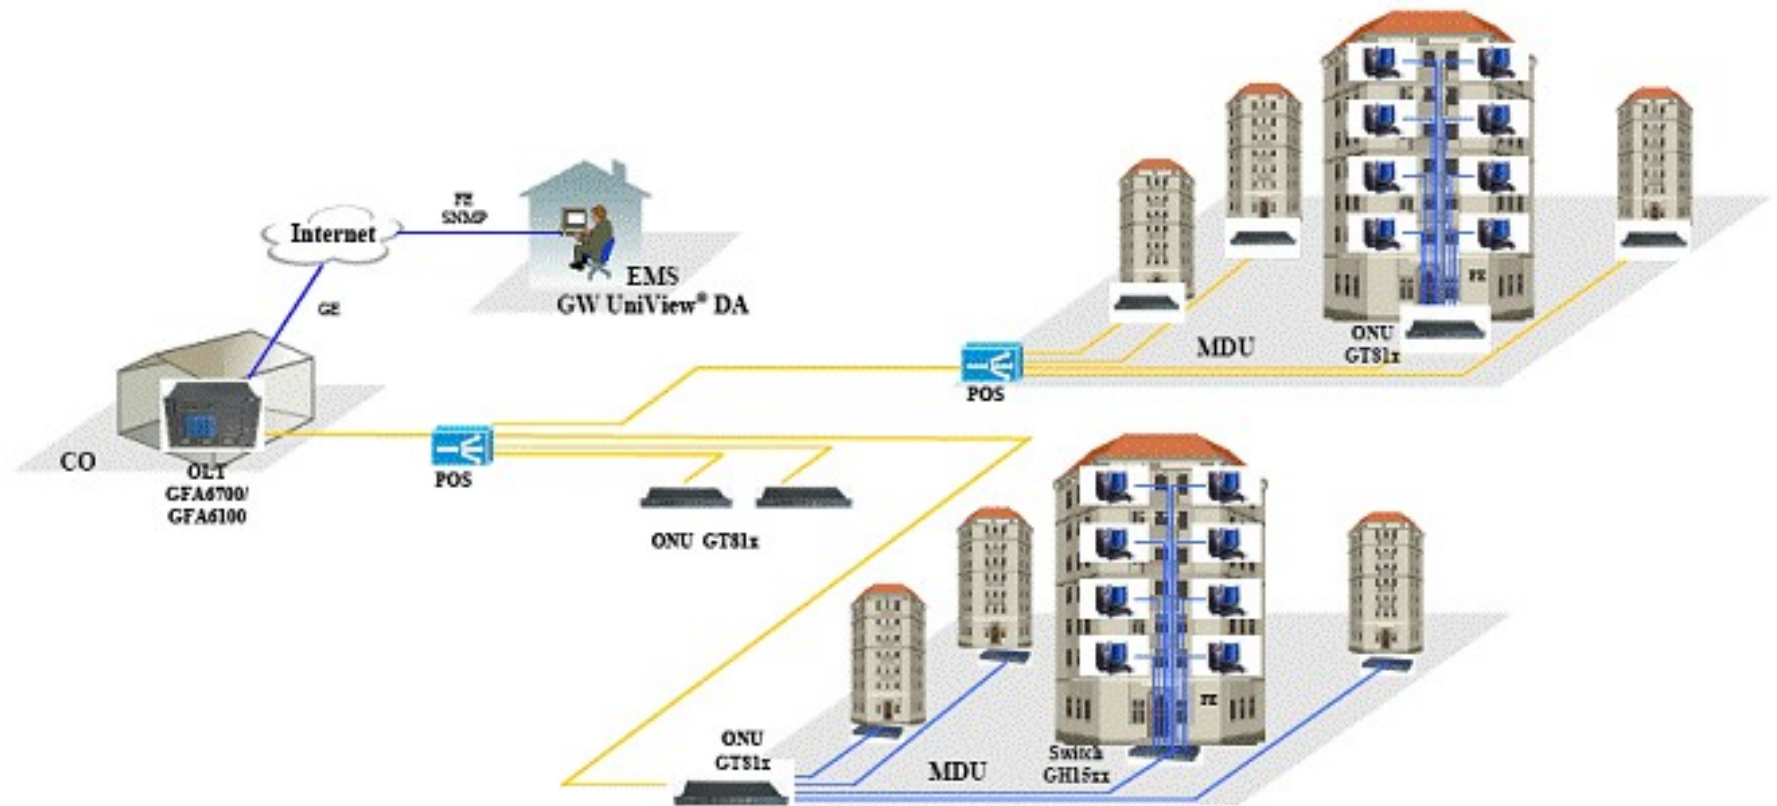 FE
SNMP
Internet
EMS
GW UniView® DA
GE
FE
ONU
GT81x
MDU
POS
CO
OLT
GFA6700/
GFA6100
POS
ONU GT81x
FE
ONU
GT81x
MDU
Switch
GH15xx